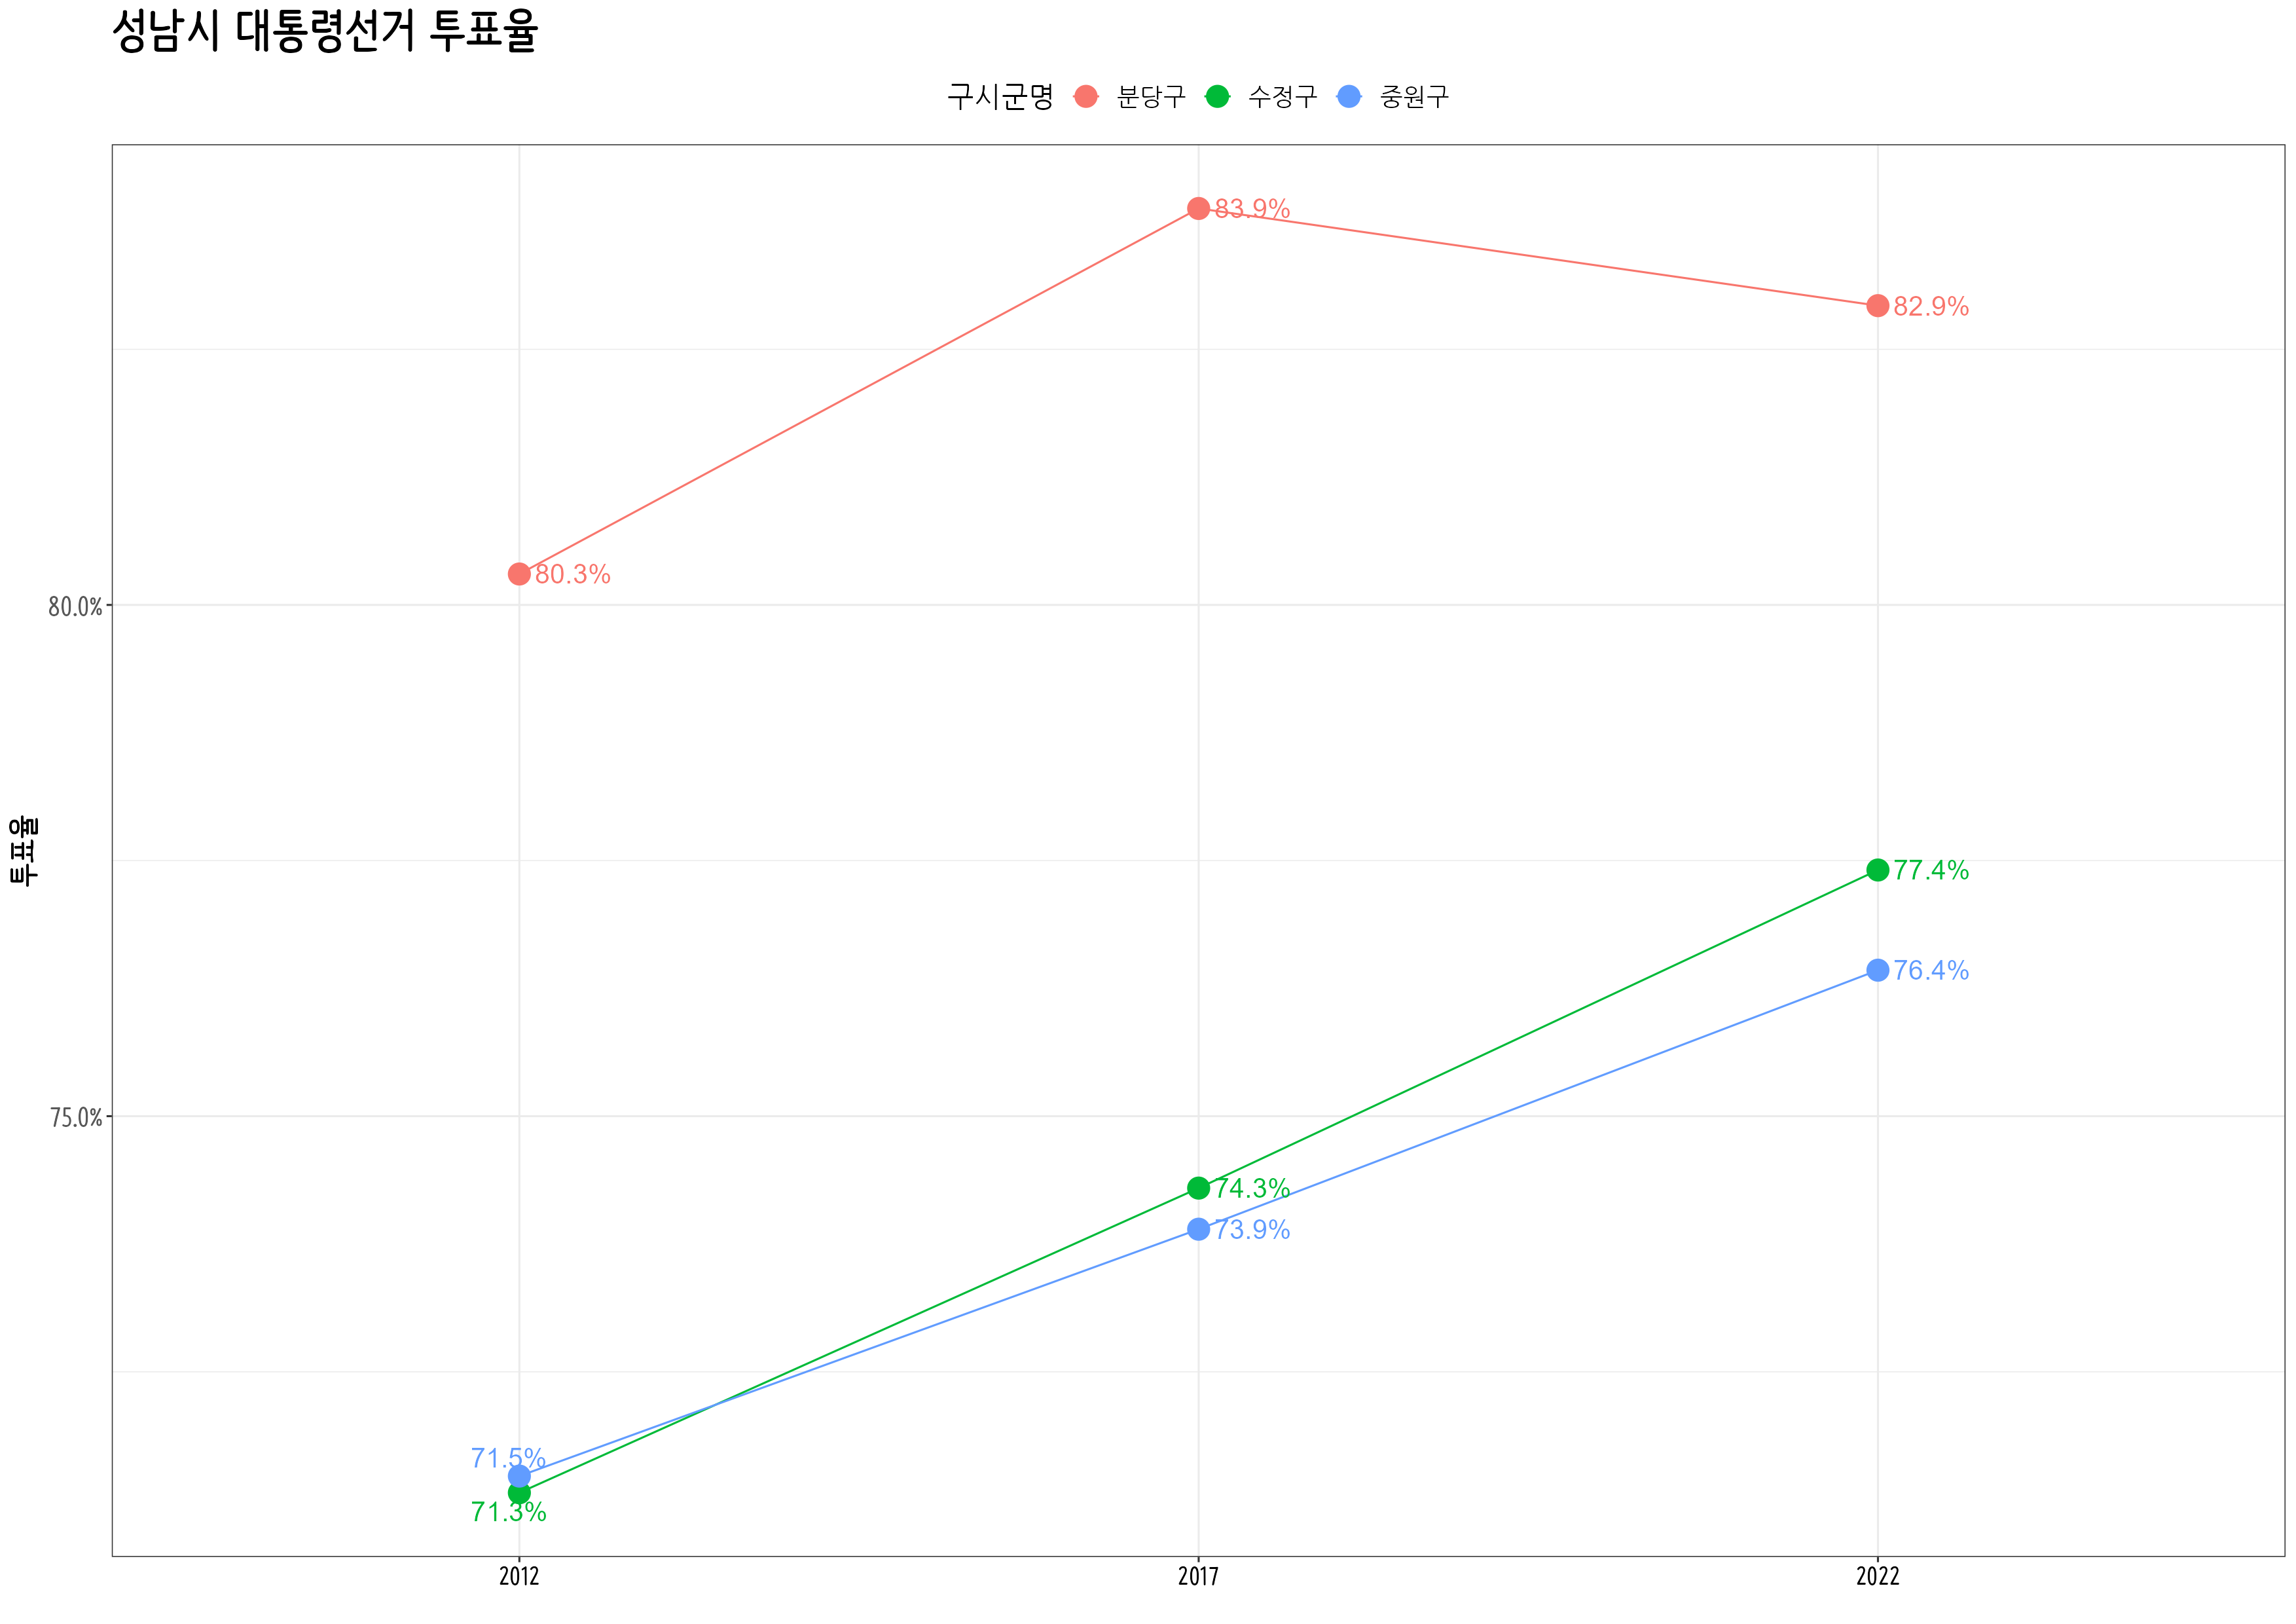 성남시 대통령선거 투표율
구시군명 분당구 수정구 중원구
83.9%
82.9%
80.3%
80.0%
투표율
77.4%
76.4%
75.0%
74.3%
73.9%
71.5%
71.3%
2012 2017 2022